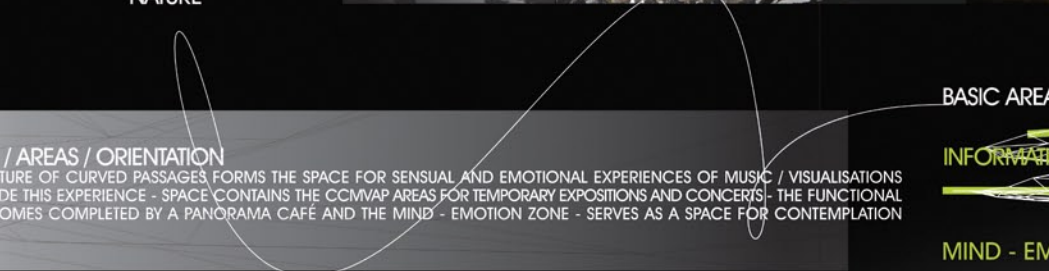 NATURE
/ AREAS / ORIENTATION
TURE OF CURVED PASSAGES FORMS THE SPACE FOR SENSUAL AND EMOTIONAL EXPERIENCES OF MUSIC / VISUALISATIONS
DE THIS EXPERIENCE - SPACE CONTAINS THE CCMVAP AREAS FOR TEMPORARY EXPOSITIONS AND CONCERTS - THE FUNCTIONAL
OMES COMPLETED BY A PANORAMA CAFÉ AND THE MIND - EMOTION ZONE - SERVES AS A SPACE FOR CONTEMPLATION
BASIC AREA
INFORMATI
MIND - EM